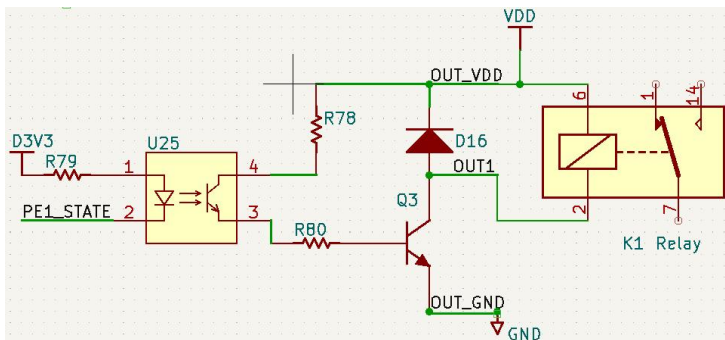 VDD
OUT_VDD
6
1
14
R78
D3V3
U25
D16
R79
1
4
OUT1
Q3
PE1_STATE
2
3
2
7
R80
K1 Relay
OUT_GND
GND